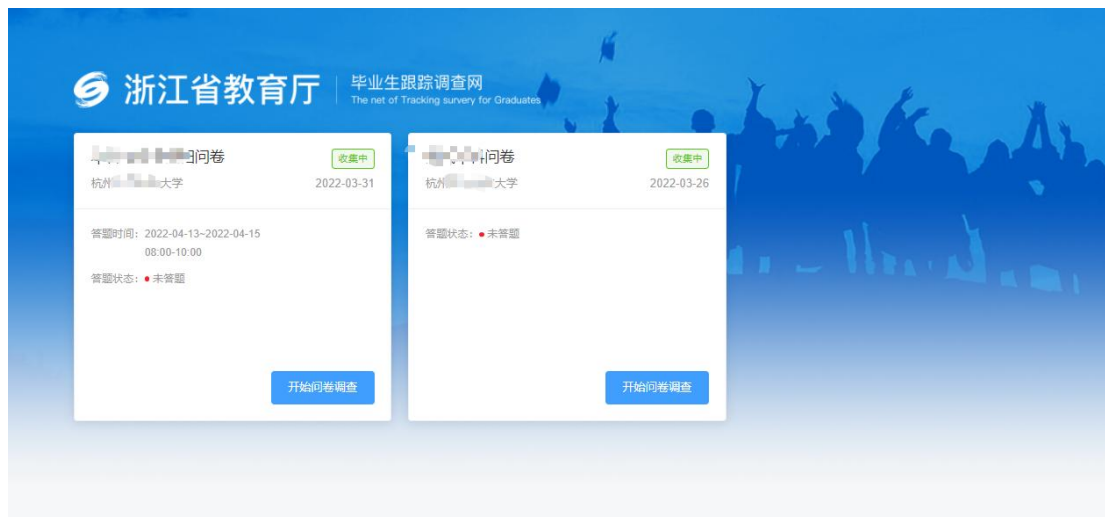 浙江省教育厅
毕业生跟踪调查网
The net of Tracking survery for Graduates
问卷
收集中
杭州 大学
2022-03-31
答题时间: 2022-04-13~2022-04-15
08:00-10:00
答题状态: 未答题
开始问卷调查
问卷
收集中
杭州 大学
2022-03-26
答题状态: 未答题
开始问卷调查